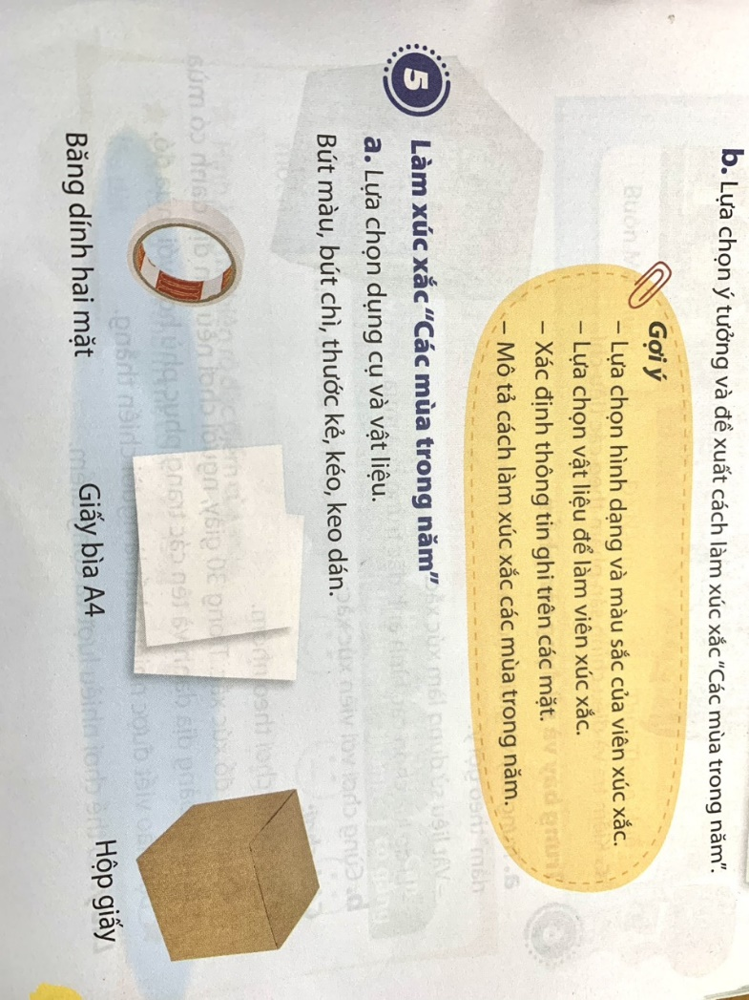 b. Lựa chọn ý tưởng và đề xuất cách làm xúc xắc "Các mùa trong năm".
Gợi ý
– Lựa chọn hình dạng và màu sắc của viên xúc xắc.
– Lựa chọn vật liệu để làm viên xúc xắc.
– Xác định thông tin ghi trên các mặt.
– Mô tả cách làm xúc xắc các mùa trong năm.
5 Làm xúc xắc "Các mùa trong năm"
a. Lựa chọn dụng cụ và vật liệu.
Bút màu, bút chì, thước kẻ, kéo, keo dán.
Băng dính hai mặt
Giấy bìa A4
Hộp giấy